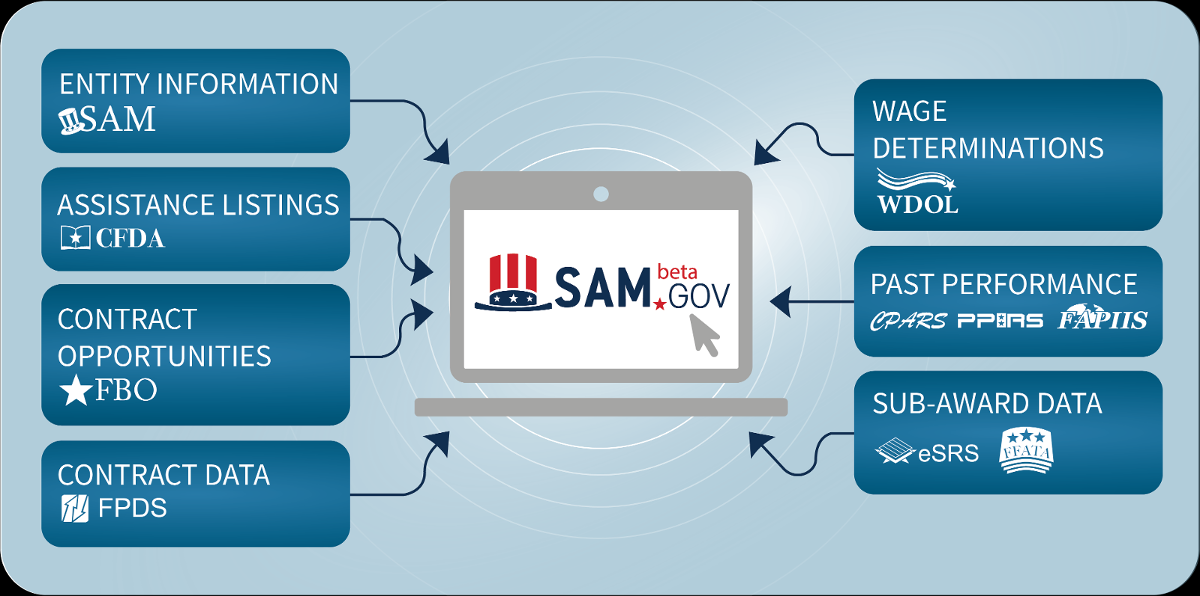 ENTITY INFORMATION
SAM
ASSISTANCE LISTINGS
CFDA
CONTRACT
OPPORTUNITIES
FBO
CONTRACT DATA
FPDS
beta
SAM.GOV
WAGE
DETERMINATIONS
WDOL
PAST PERFORMANCE
CPARS PPIRS FAPIIS
SUB-AWARD DATA
eSRS FFATA